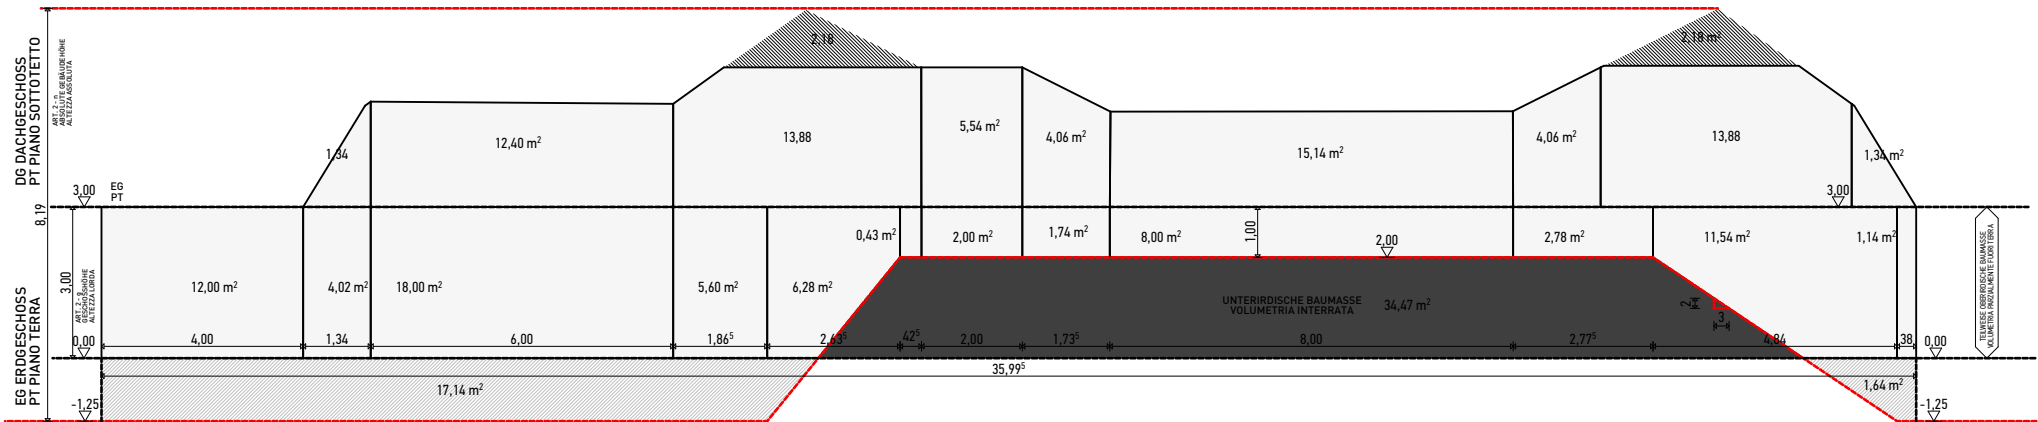 DG DACHGESCHOSS
PT PIANO SOTTOTETTO
ART. 2 - n
ABSOLUTE GEBÄUDEHÖHE
ALTEZZA ASSOLUTA
2,18
2,18 m²
1,34
12,40 m²
13,88
5,54 m²
4,06 m²
15,14 m²
4,06 m²
13,88
1,34 m²
3,00
EG
PT
3,00
8,19
EG ERDGESCHOSS
PT PIANO TERRA
3,00
ART. 2 - g
GESCHOSSHÖHE
ALTEZZA LORDA
12,00 m²
4,02 m²
18,00 m²
5,60 m²
6,28 m²
0,43 m²
2,00 m²
1,74 m²
8,00 m²
1,00
2,00
2,78 m²
11,54 m²
1,14 m²
TEILWEISE OBERIRDISCHE BAUMASSE
VOLUMETRIA PARZIALMENTE FUORI TERRA
UNTERIRDISCHE BAUMASSE
VOLUMETRIA INTERRATA
34,47 m²
2
3
0,00
4,00
1,34
6,00
1,86⁵
2,63⁵
42⁵
2,00
1,73⁵
8,00
2,77⁵
4,84
38
0,00
35,99⁵
17,14 m²
1,64 m²
-1,25
-1,25